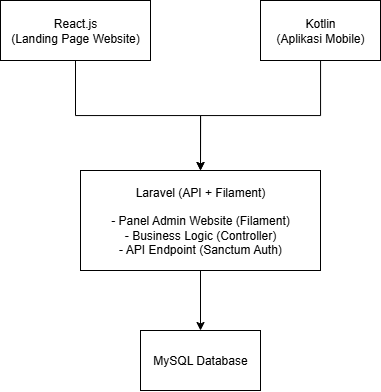 React.js
(Landing Page Website)
Kotlin
(Aplikasi Mobile)
Laravel (API + Filament)
- Panel Admin Website (Filament)
- Business Logic (Controller)
- API Endpoint (Sanctum Auth)
MySQL Database